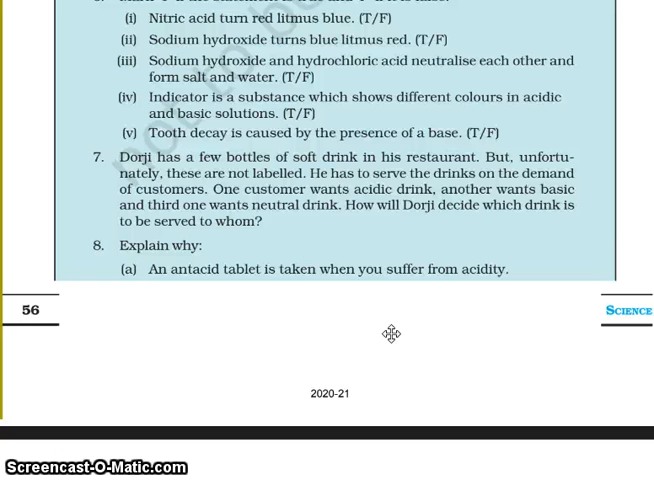 (i) Nitric acid turn red litmus blue. (T/F)
(ii) Sodium hydroxide turns blue litmus red. (T/F)
(iii) Sodium hydroxide and hydrochloric acid neutralise each other and
form salt and water. (T/F)
(iv) Indicator is a substance which shows different colours in acidic
and basic solutions. (T/F)
(v) Tooth decay is caused by the presence of a base. (T/F)
7. Dorji has a few bottles of soft drink in his restaurant. But, unfortu-
nately, these are not labelled. He has to serve the drinks on the demand
of customers. One customer wants acidic drink, another wants basic
and third one wants neutral drink. How will Dorji decide which drink is
to be served to whom?
8. Explain why:
(a) An antacid tablet is taken when you suffer from acidity.
56
SCIENCE
2020-21
Screencast-O-Matic.com